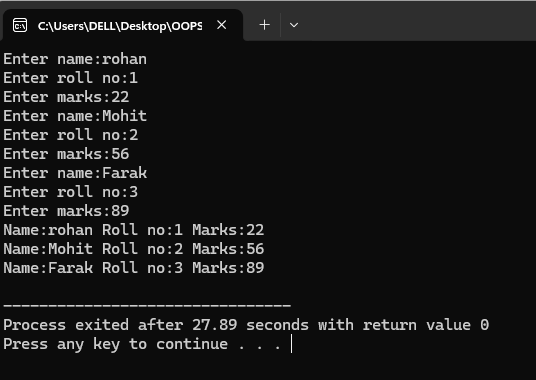 C:\Users\DELL\Desktop\OOPS
Enter name:rohan
Enter roll no:1
Enter marks:22
Enter name:Mohit
Enter roll no:2
Enter marks:56
Enter name:Farak
Enter roll no:3
Enter marks:89
Name:rohan Roll no:1 Marks:22
Name:Mohit Roll no:2 Marks:56
Name:Farak Roll no:3 Marks:89
--------------------------------
Process exited after 27.89 seconds with return value 0
Press any key to continue . . .